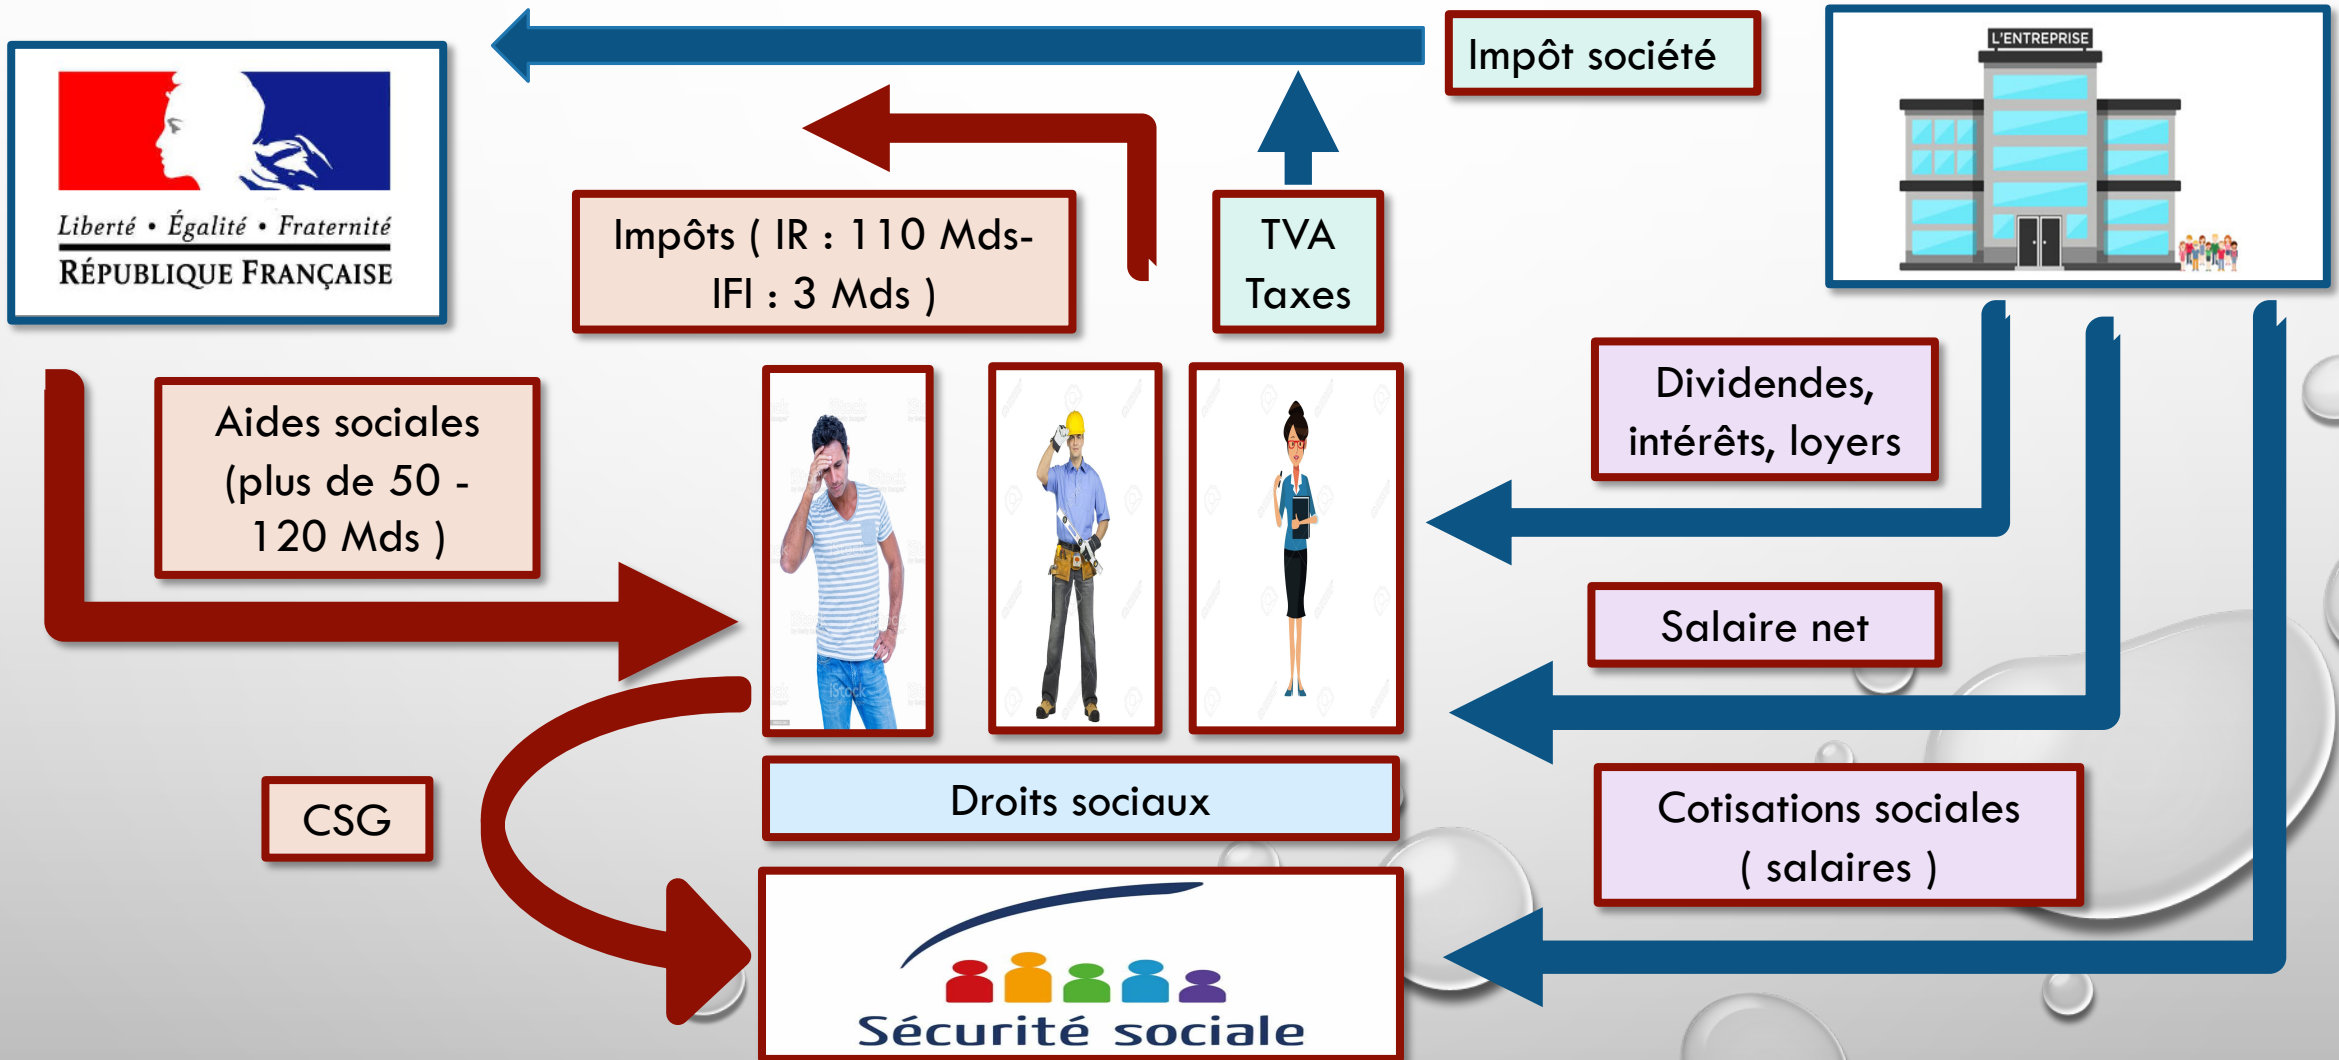 Impôt société
L'ENTREPRISE
Liberté • Égalité • Fraternité
RÉPUBLIQUE FRANÇAISE
Impôts ( IR : 110 Mds-
IFI : 3 Mds )
TVA
Taxes
Aides sociales
(plus de 50 -
120 Mds )
Dividendes,
intérêts, loyers
Salaire net
iStock
CSG
Droits sociaux
Cotisations sociales
( salaires )
Sécurité sociale